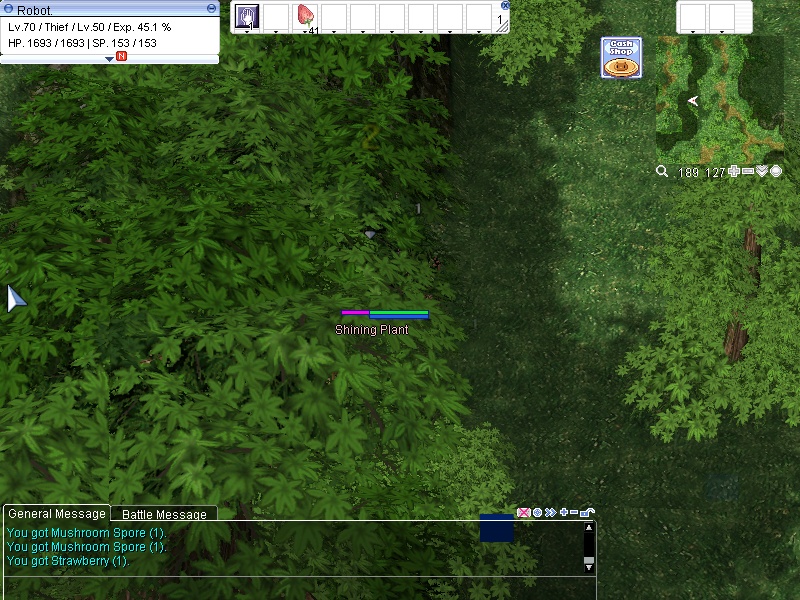 Robot
Lv.70 / Thief / Lv.50 / Exp. 45.1 %
HP. 1693 / 1693 | SP. 153 / 153
N
1
41
1
Cash
Shop
189 127
Shining Plant
General Message
Battle Message
You got Mushroom Spore (1).
You got Mushroom Spore (1).
You got Strawberry (1).